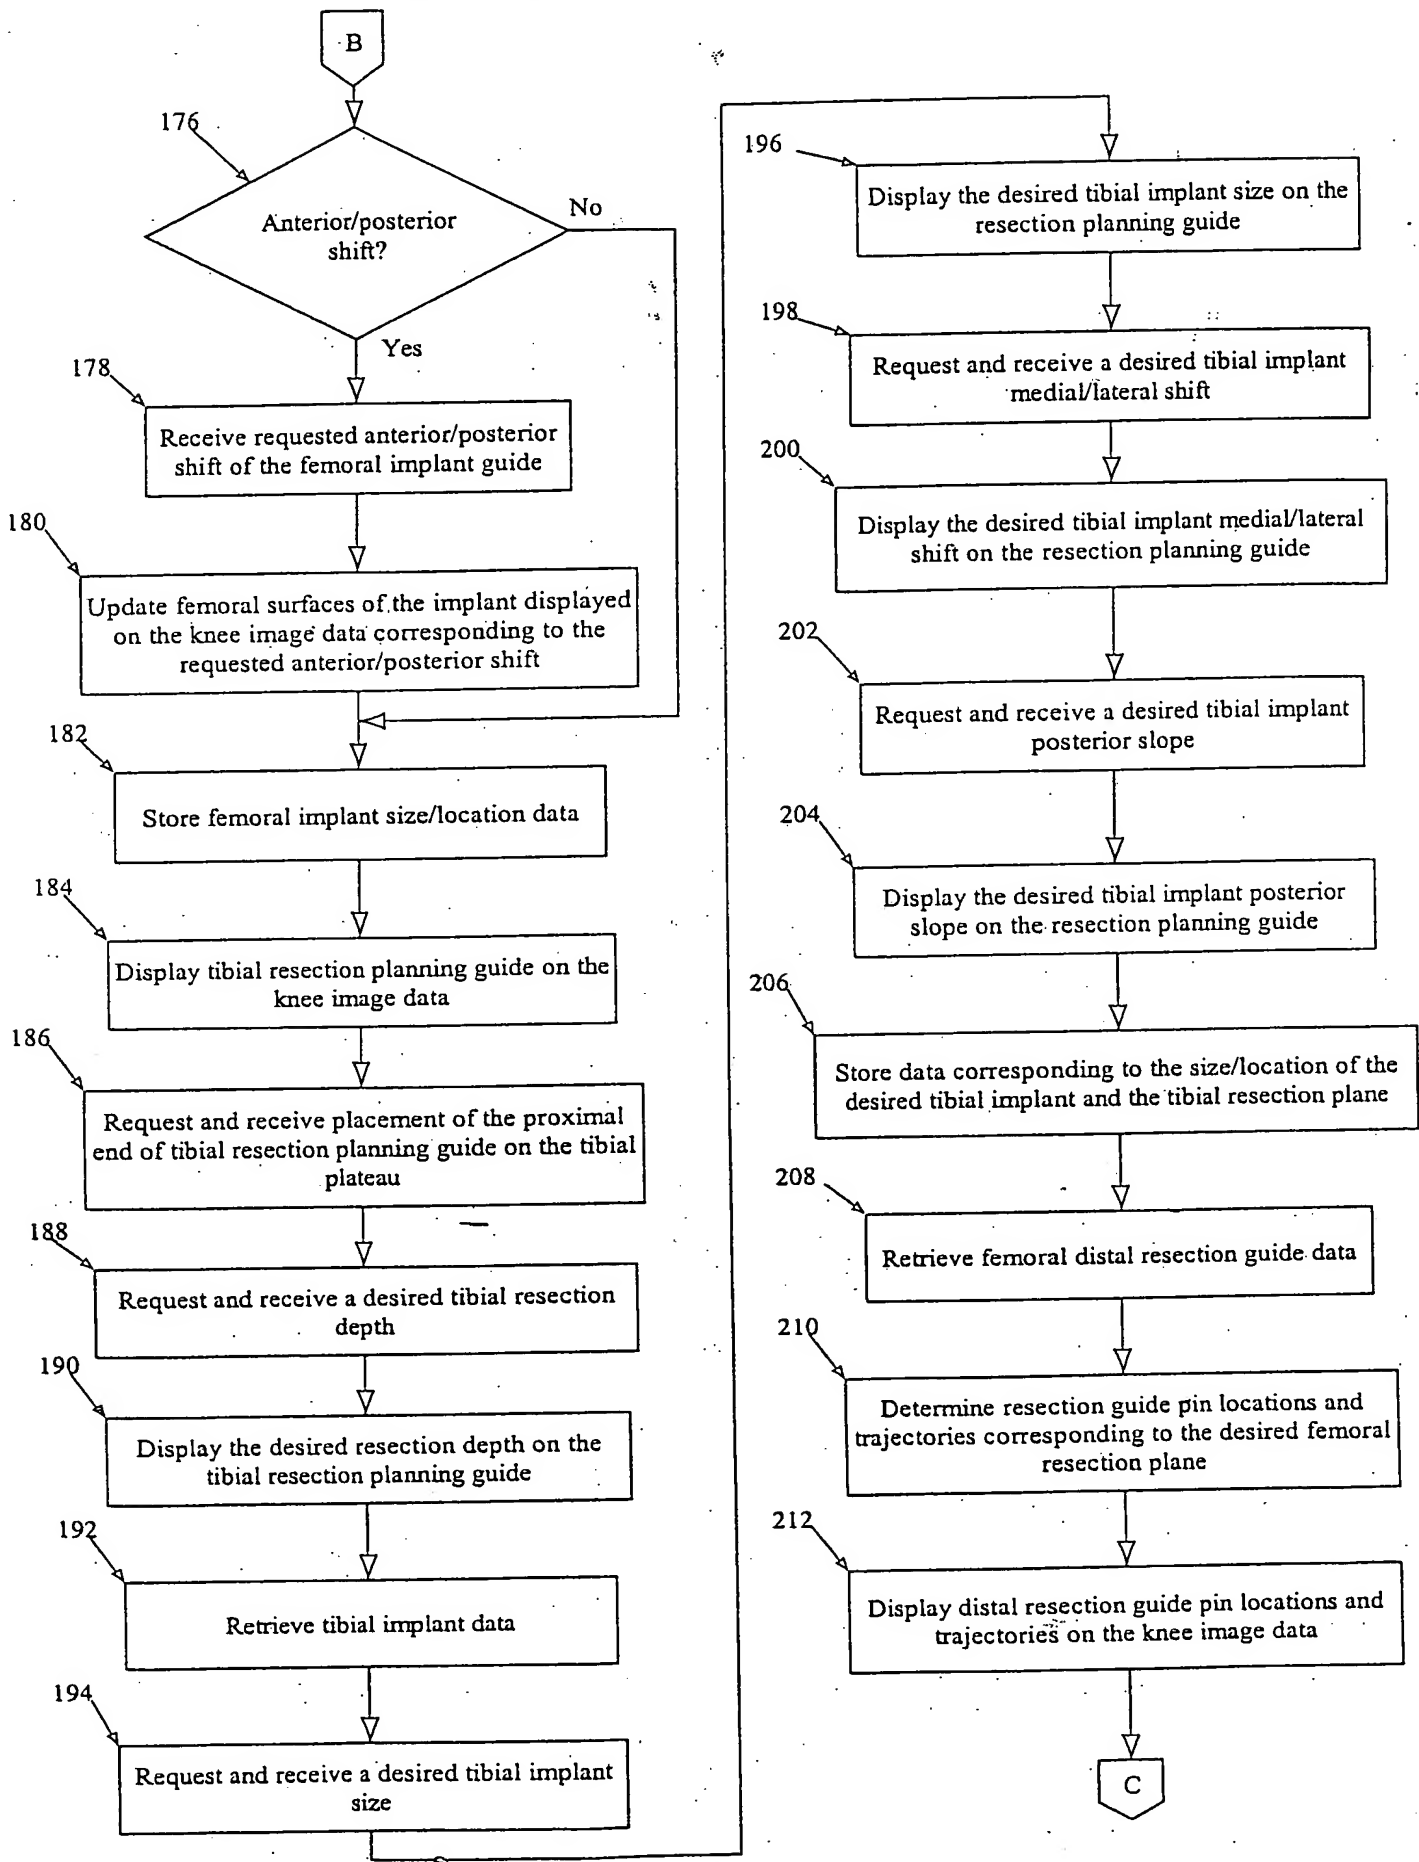 B
176
Anterior/posterior
shift?
No
Yes
178
Receive requested anterior/posterior
shift of the femoral implant guide
180
Update femoral surfaces of the implant displayed
on the knee image data corresponding to the
requested anterior/posterior shift
182
Store femoral implant size/location data
184
Display tibial resection planning guide on the
knee image data
186
Request and receive placement of the proximal
end of tibial resection planning guide on the tibial
plateau
188
Request and receive a desired tibial resection
depth
190
Display the desired resection depth on the
tibial resection planning guide
192
Retrieve tibial implant data
194
Request and receive a desired tibial implant
size
196
Display the desired tibial implant size on the
resection planning guide
198
Request and receive a desired tibial implant
medial/lateral shift
200
Display the desired tibial implant medial/lateral
shift on the resection planning guide
202
Request and receive a desired tibial implant
posterior slope
204
Display the desired tibial implant posterior
slope on the resection planning guide
206
Store data corresponding to the size/location of the
desired tibial implant and the tibial resection plane
208
Retrieve femoral distal resection guide data
210
Determine resection guide pin locations and
trajectories corresponding to the desired femoral
resection plane
212
Display distal resection guide pin locations and
trajectories on the knee image data
C